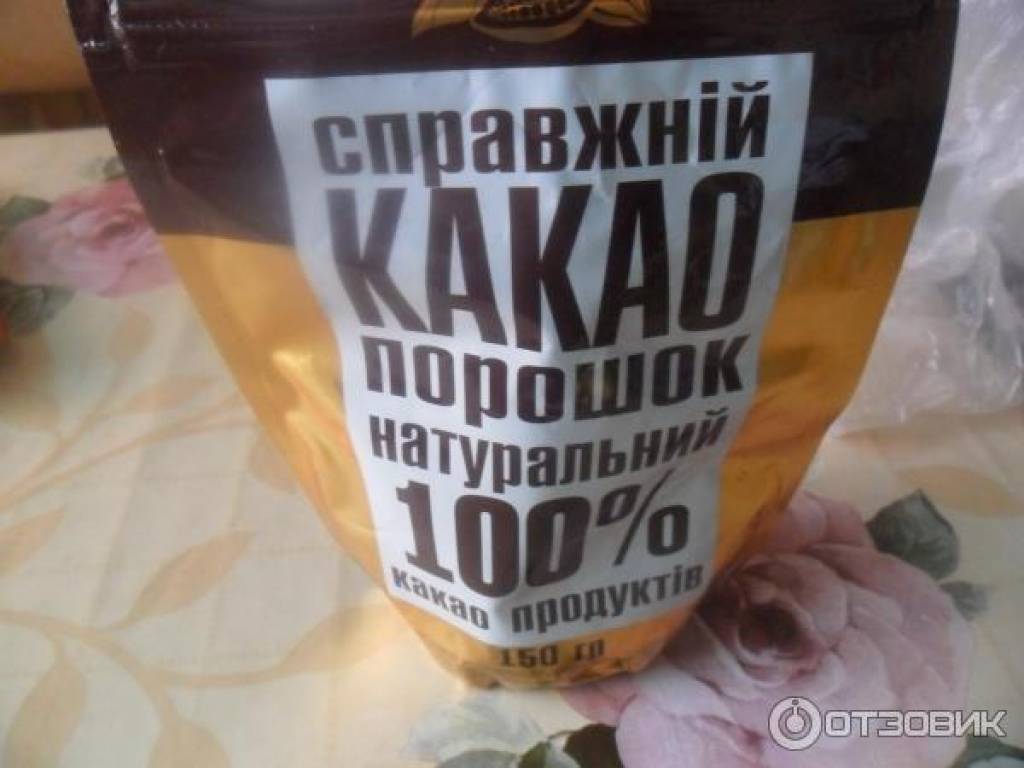 справжній
КАКАО
порошок
натуральний
100%
какао продуктів
150 гр
ОТЗОВИК